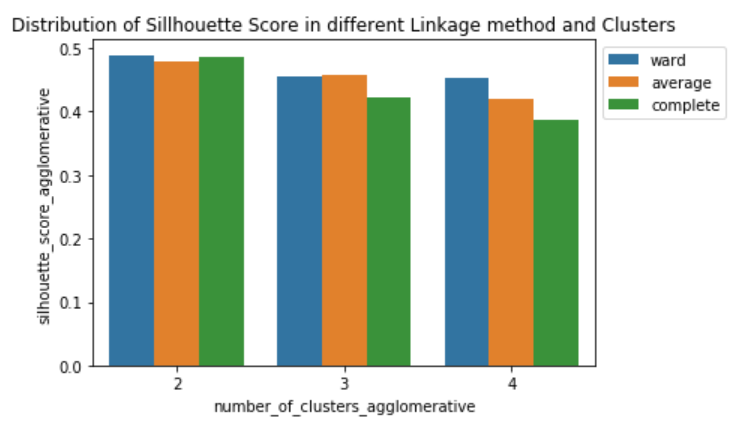 Distribution of Sillhouette Score in different Linkage method and Clusters
0.5
0.4
0.3
0.2
0.1
0.0
silhouette_score_agglomerative
2 3 4
number_of_clusters_agglomerative
ward
average
complete